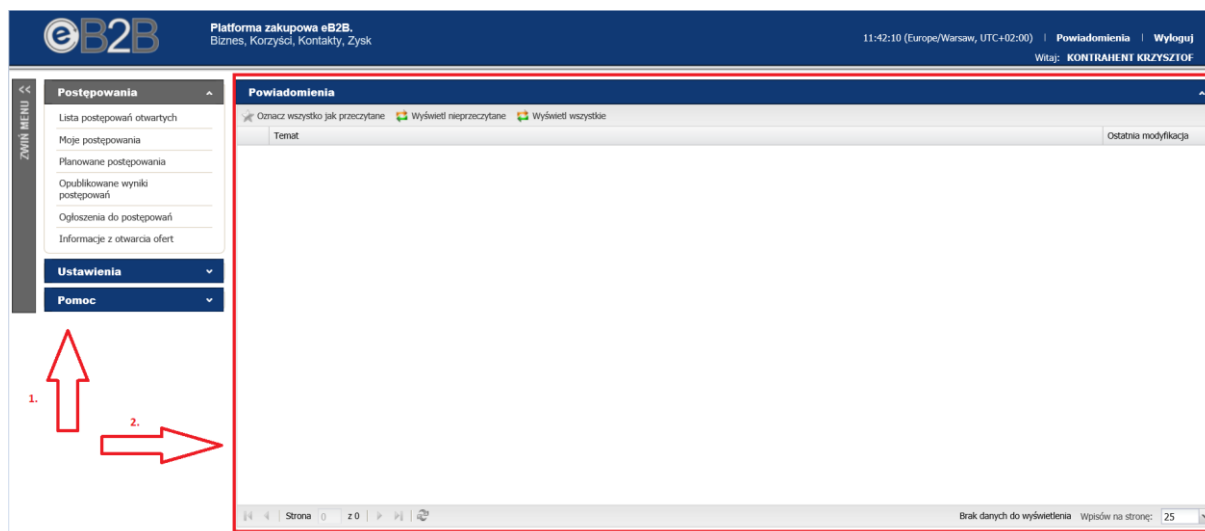 eB2B
Platforma zakupowa eB2B.
Biznes, Korzyści, Kontakty, Zysk
11:42:10 (Europe/Warsaw, UTC+02:00) | Powiadomienia | Wyloguj
Witaj: KONTRAHENT KRZYSZTOF
<< ZWIŃ MENU
Postępowania
Lista postępowań otwartych
Moje postępowania
Planowane postępowania
Opublikowane wyniki
postępowań
Ogłoszenia do postępowań
Informacje z otwarcia ofert
Ustawienia
Pomoc
1.
2.
Powiadomienia
Oznacz wszystko jak przeczytane Wyświetl nieprzeczytane Wyświetl wszystkie
Temat Ostatnia modyfikacja
Strona 0 z 0 Brak danych do wyświetlenia Wpisów na stronę: 25